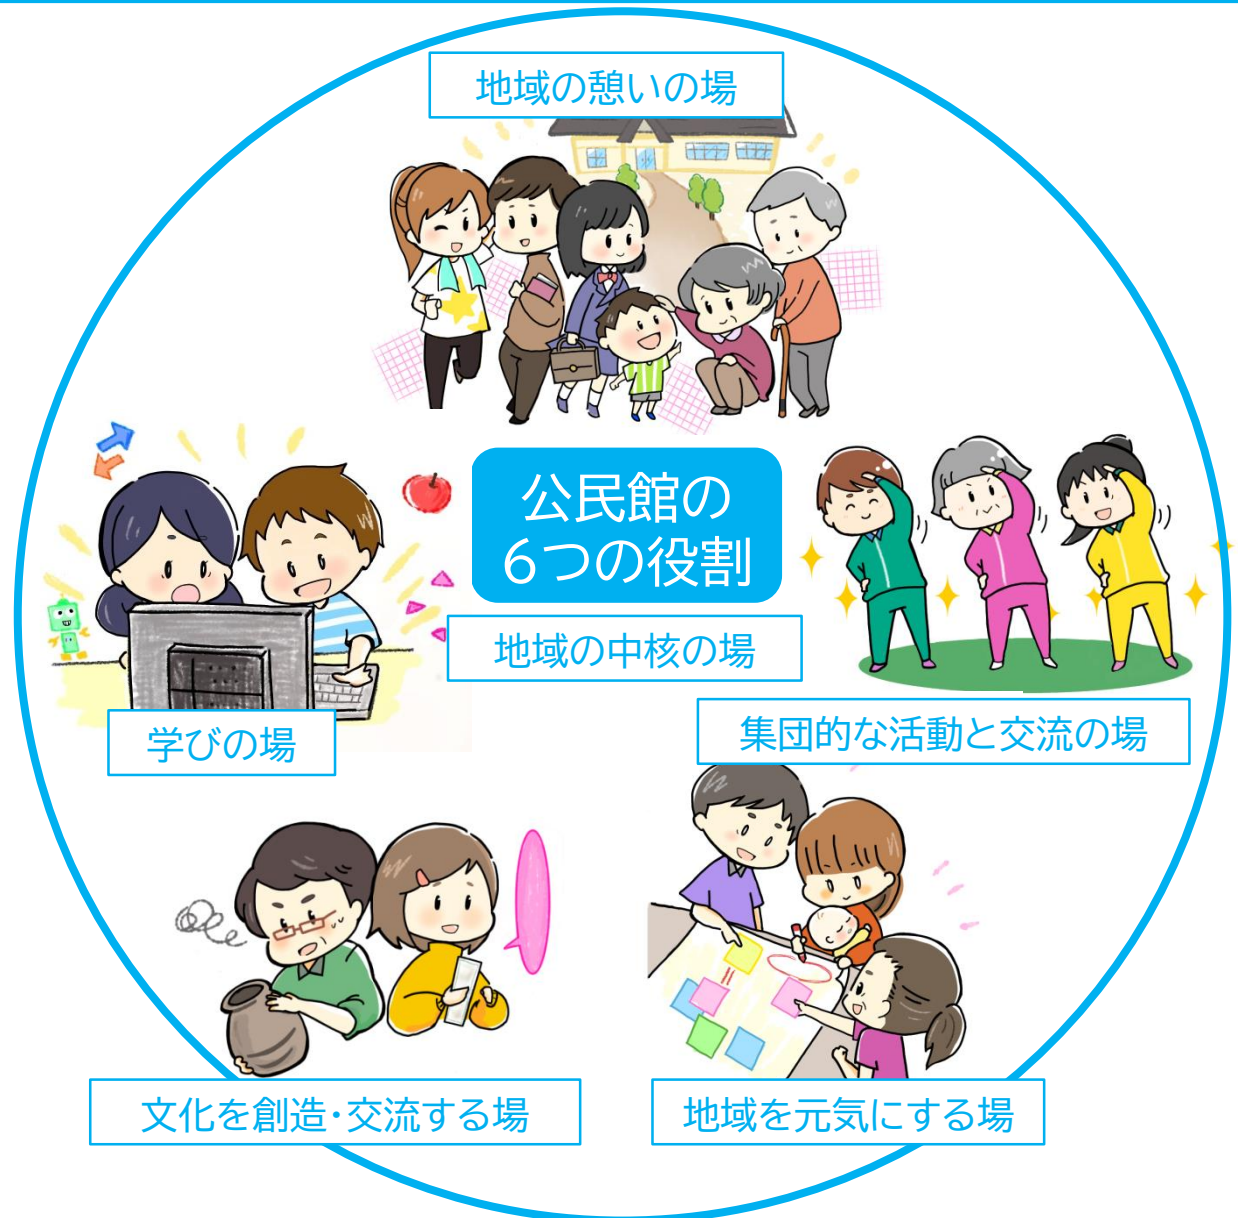 地域の憩いの場
公民館の
6つの役割
地域の中核の場
学びの場
集団的な活動と交流の場
文化を創造・交流する場
地域を元気にする場